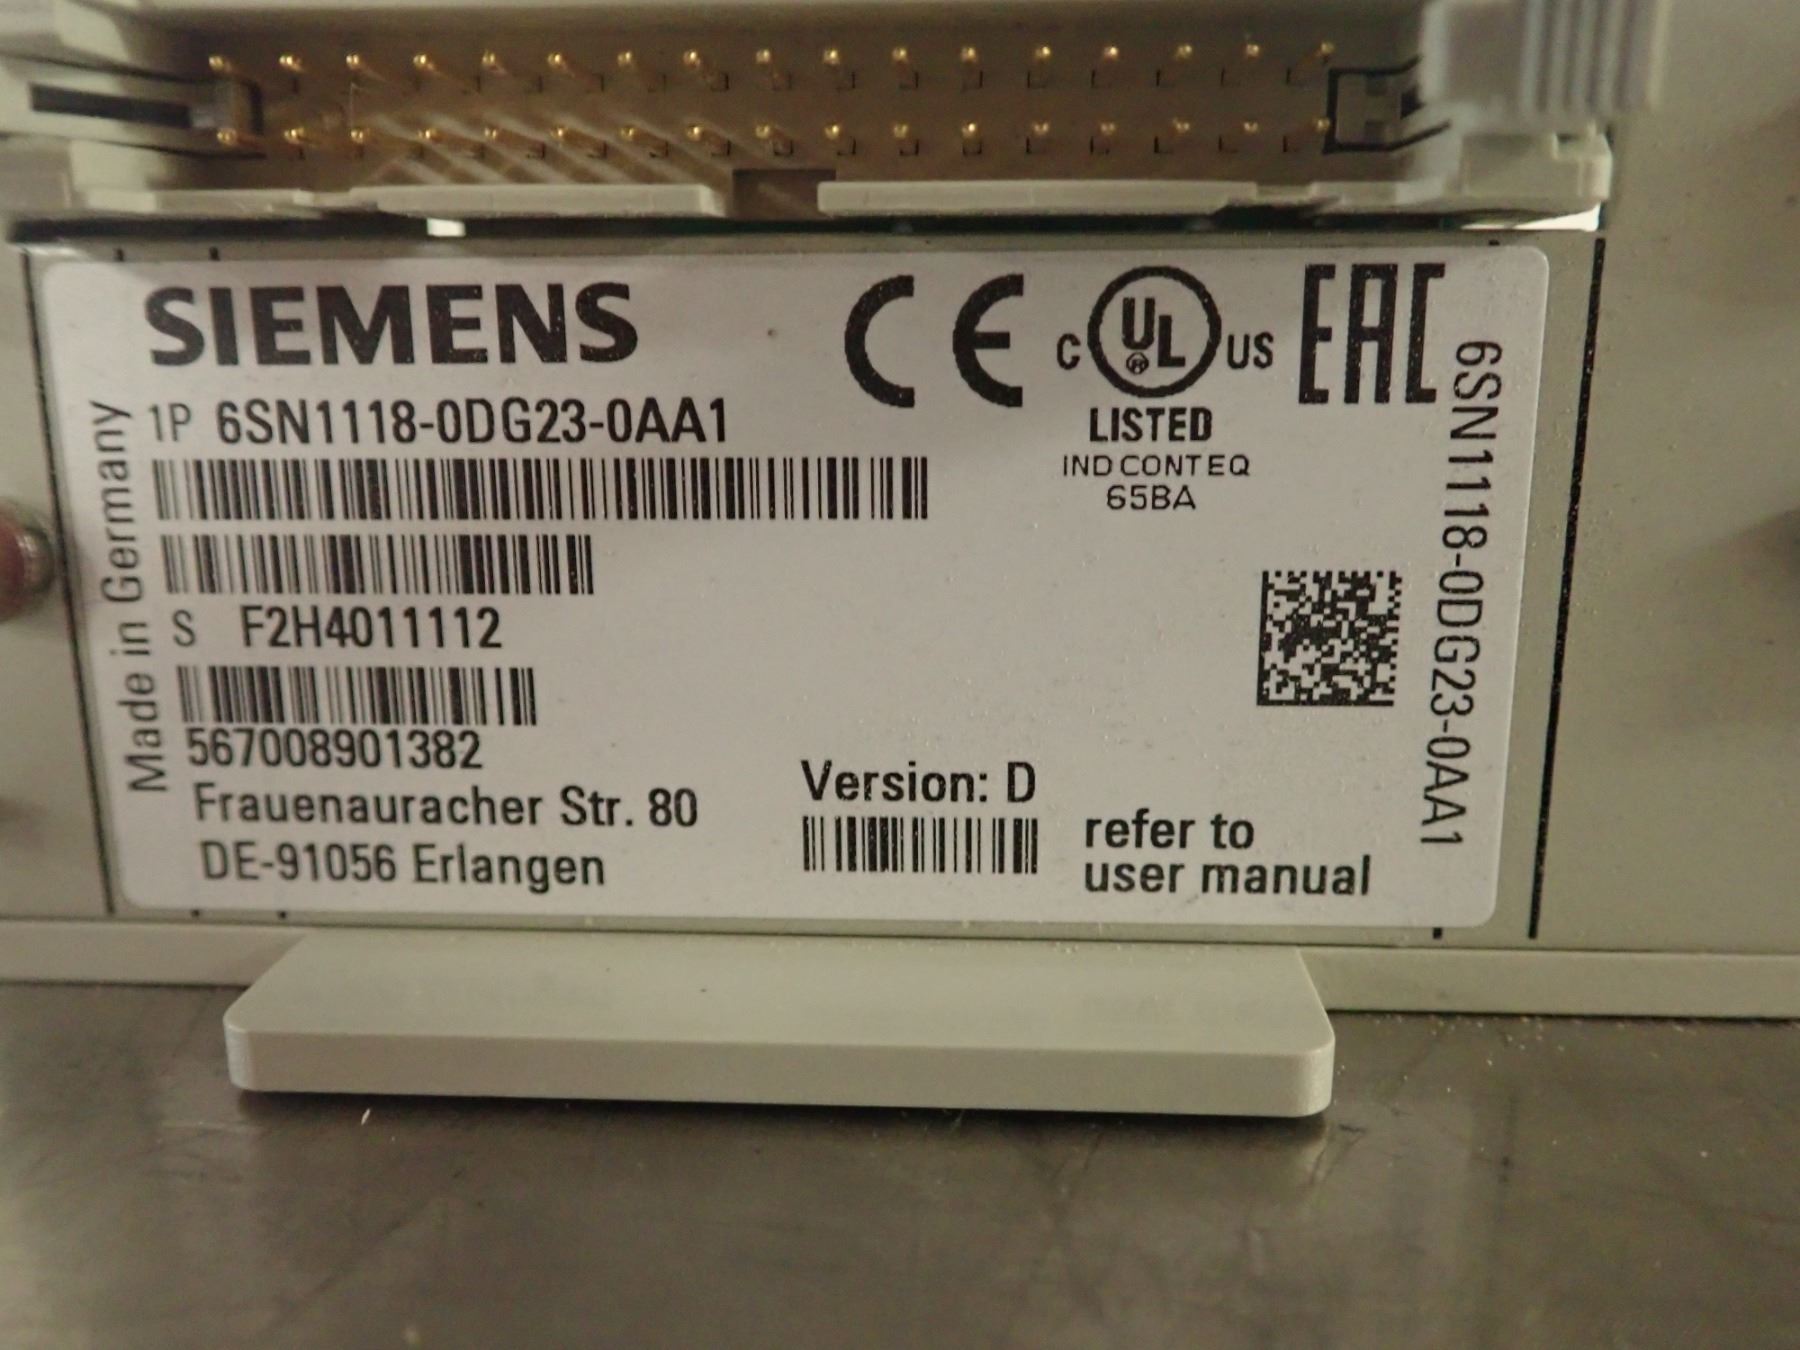 SIEMENS
CE
C UL® US
LISTED
IND CONT EQ
65BA
EAC
1P 6SN1118-0DG23-0AA1
S F2H4011112
567008901382
Frauenauracher Str. 80
DE-91056 Erlangen
Version: D
refer to
user manual
Made in Germany
6SN1118-0DG23-0AA1